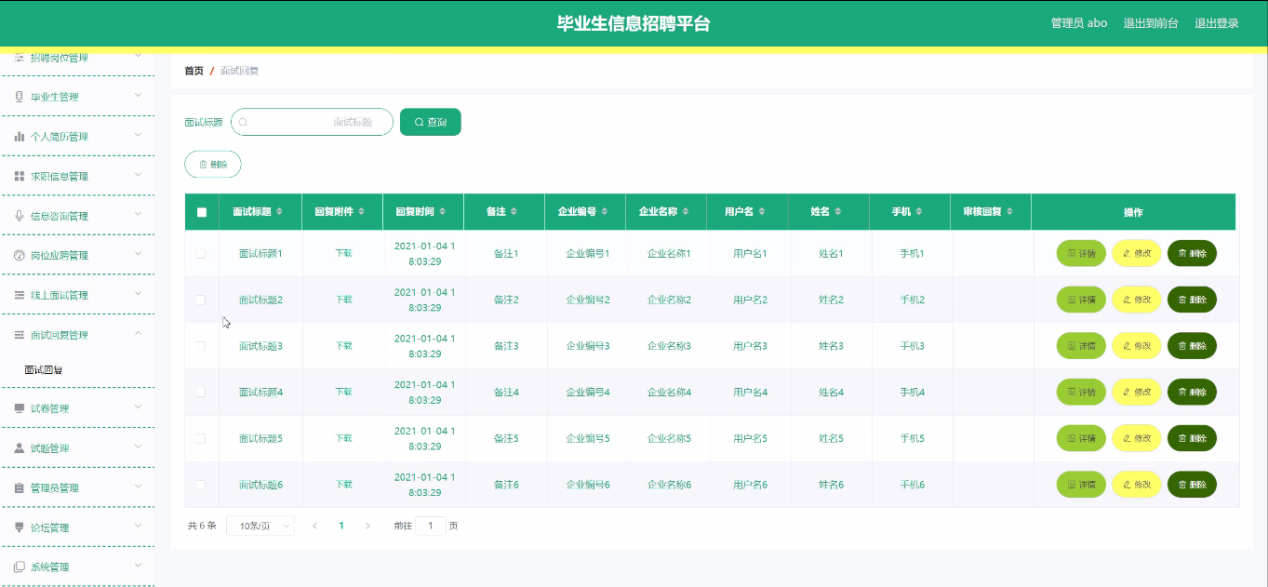 毕业生信息招聘平台
管理员 abo 退出到前台 退出登录
招聘岗位管理
毕业生管理
个人简历管理
求职信息管理
信息咨询管理
岗位应聘管理
线上面试管理
面试回复管理
面试回复
试卷管理
试题管理
管理员管理
论坛管理
系统管理
首页 / 面试回复
面试标题 面试标题 查询
删除
面试标题 回复附件 回复时间 备注 企业编号 企业名称 用户名 姓名 手机 审核回复 操作
面试标题1 下载 2021-01-04 1 备注1 企业编号1 企业名称1 用户名1 姓名1 手机1 详情 修改 删除
8:03:29
面试标题2 下载 2021-01-04 1 备注2 企业编号2 企业名称2 用户名2 姓名2 手机2 详情 修改 删除
8:03:29
面试标题3 下载 2021-01-04 1 备注3 企业编号3 企业名称3 用户名3 姓名3 手机3 详情 修改 删除
8:03:29
面试标题4 下载 2021-01-04 1 备注4 企业编号4 企业名称4 用户名4 姓名4 手机4 详情 修改 删除
8:03:29
面试标题5 下载 2021-01-04 1 备注5 企业编号5 企业名称5 用户名5 姓名5 手机5 详情 修改 删除
8:03:29
面试标题6 下载 2021-01-04 1 备注6 企业编号6 企业名称6 用户名6 姓名6 手机6 详情 修改 删除
8:03:29
共 6 条 10条/页 1 前往 1 页